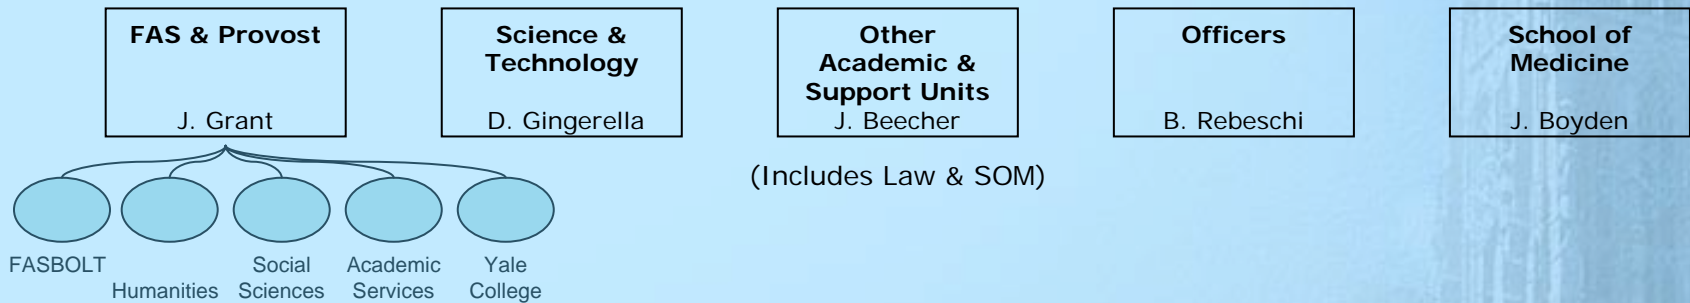 FAS & Provost
J. Grant
Science &
Technology
D. Gingerella
Other
Academic &
Support Units
J. Beecher
Officers
B. Rebeschi
School of
Medicine
J. Boyden
(Includes Law & SOM)
FASBOLT
Humanities
Social
Sciences
Academic
Services
Yale
College